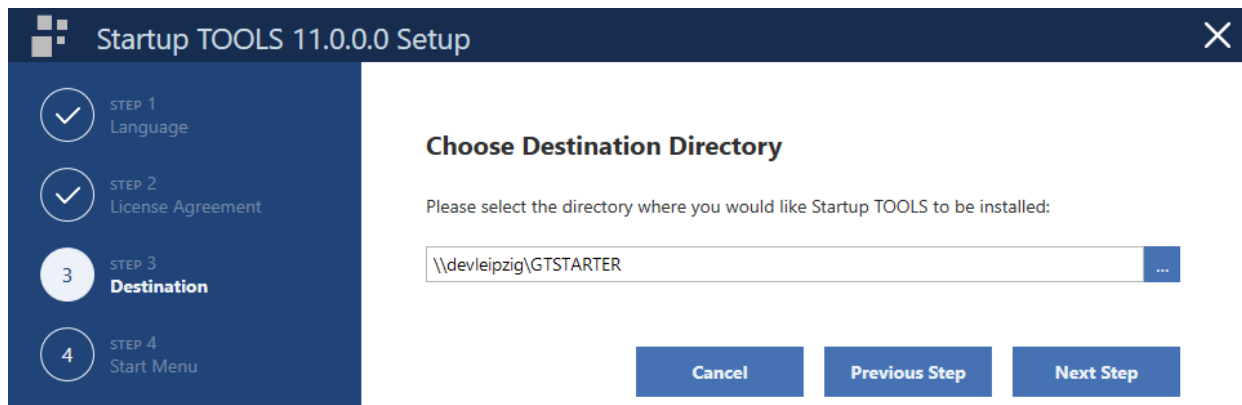 Startup TOOLS 11.0.0.0 Setup
STEP 1
Language
STEP 2
License Agreement
3
STEP 3
Destination
4
STEP 4
Start Menu
Choose Destination Directory
Please select the directory where you would like Startup TOOLS to be installed:
\\devleipzig\GTSTARTER
...
Cancel
Previous Step
Next Step